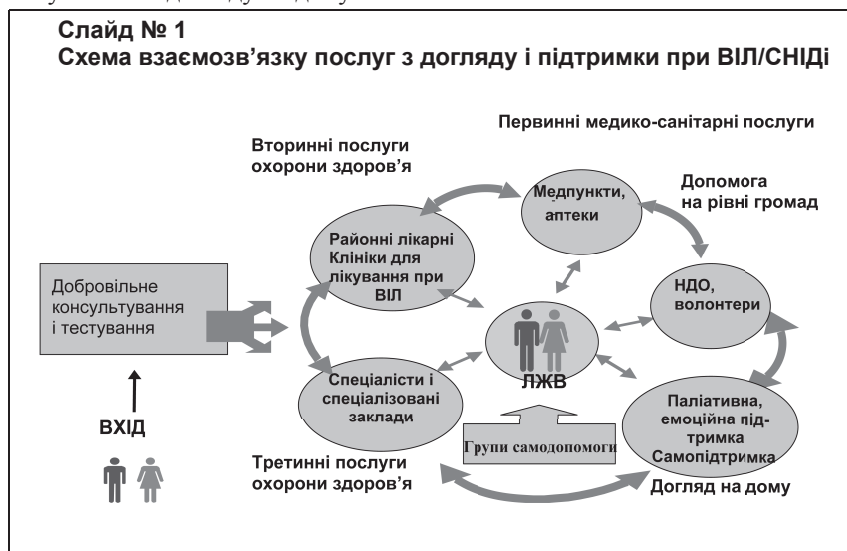 Слайд № 1
Схема взаємозв'язку послуг з догляду і підтримки при ВІЛ/СНІДі
Первинні медико-санітарні послуги
Вторинні послуги
охорони здоров'я
Медпункти,
аптеки
Допомога
на рівні громад
Районні лікарні
Клініки для
лікування при
ВІЛ
Добровільне
консультування
і тестування
НДО,
волонтери
ЛЖВ
Спеціалісти і
спеціалізовані
заклади
Паліативна,
емоційна під-
тримка
Самопідтримка
ВХІД
Групи самодопомоги
Третинні послуги
охорони здоров'я
Догляд на дому